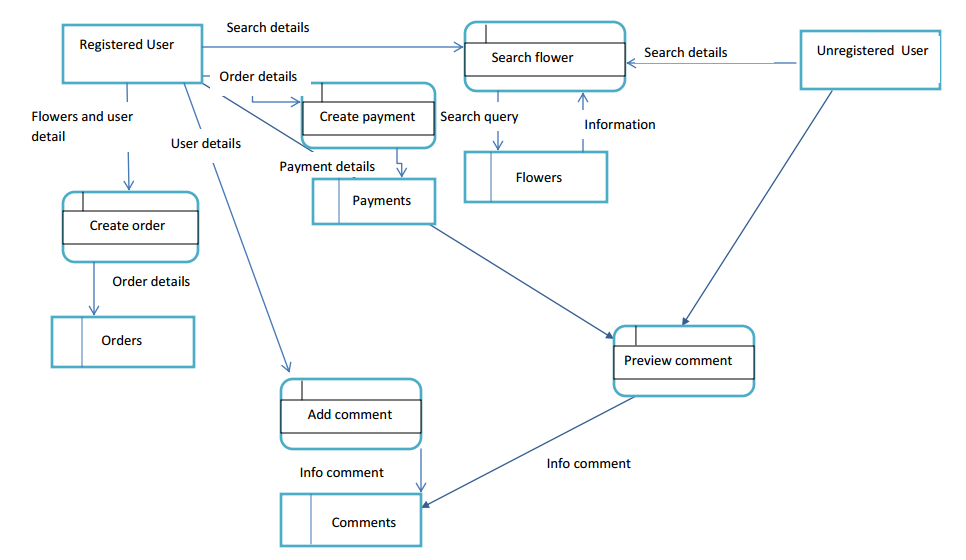 Search details
Registered User
Unregistered User
Search flower
Search details
Order details
Flowers and user
detail
Create payment
Search query
Information
User details
Payment details
Flowers
Payments
Create order
Order details
Orders
Preview comment
Add comment
Info comment
Info comment
Comments